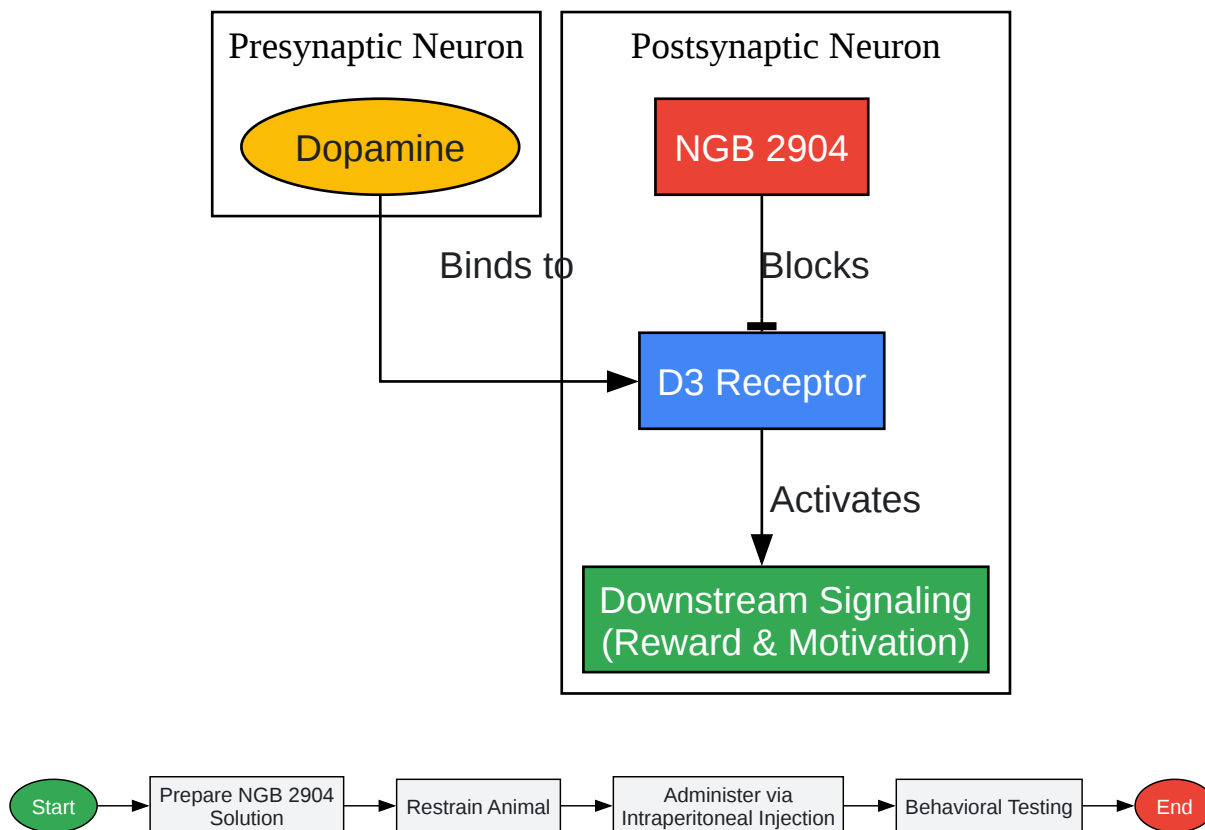 Presynaptic Neuron
Postsynaptic Neuron
Dopamine
NGB 2904
Binds to
Blocks
D3 Receptor
Activates
Downstream Signaling
(Reward & Motivation)
Start
Prepare NGB 2904
Solution
Restrain Animal
Administer via
Intraperitoneal Injection
Behavioral Testing
End